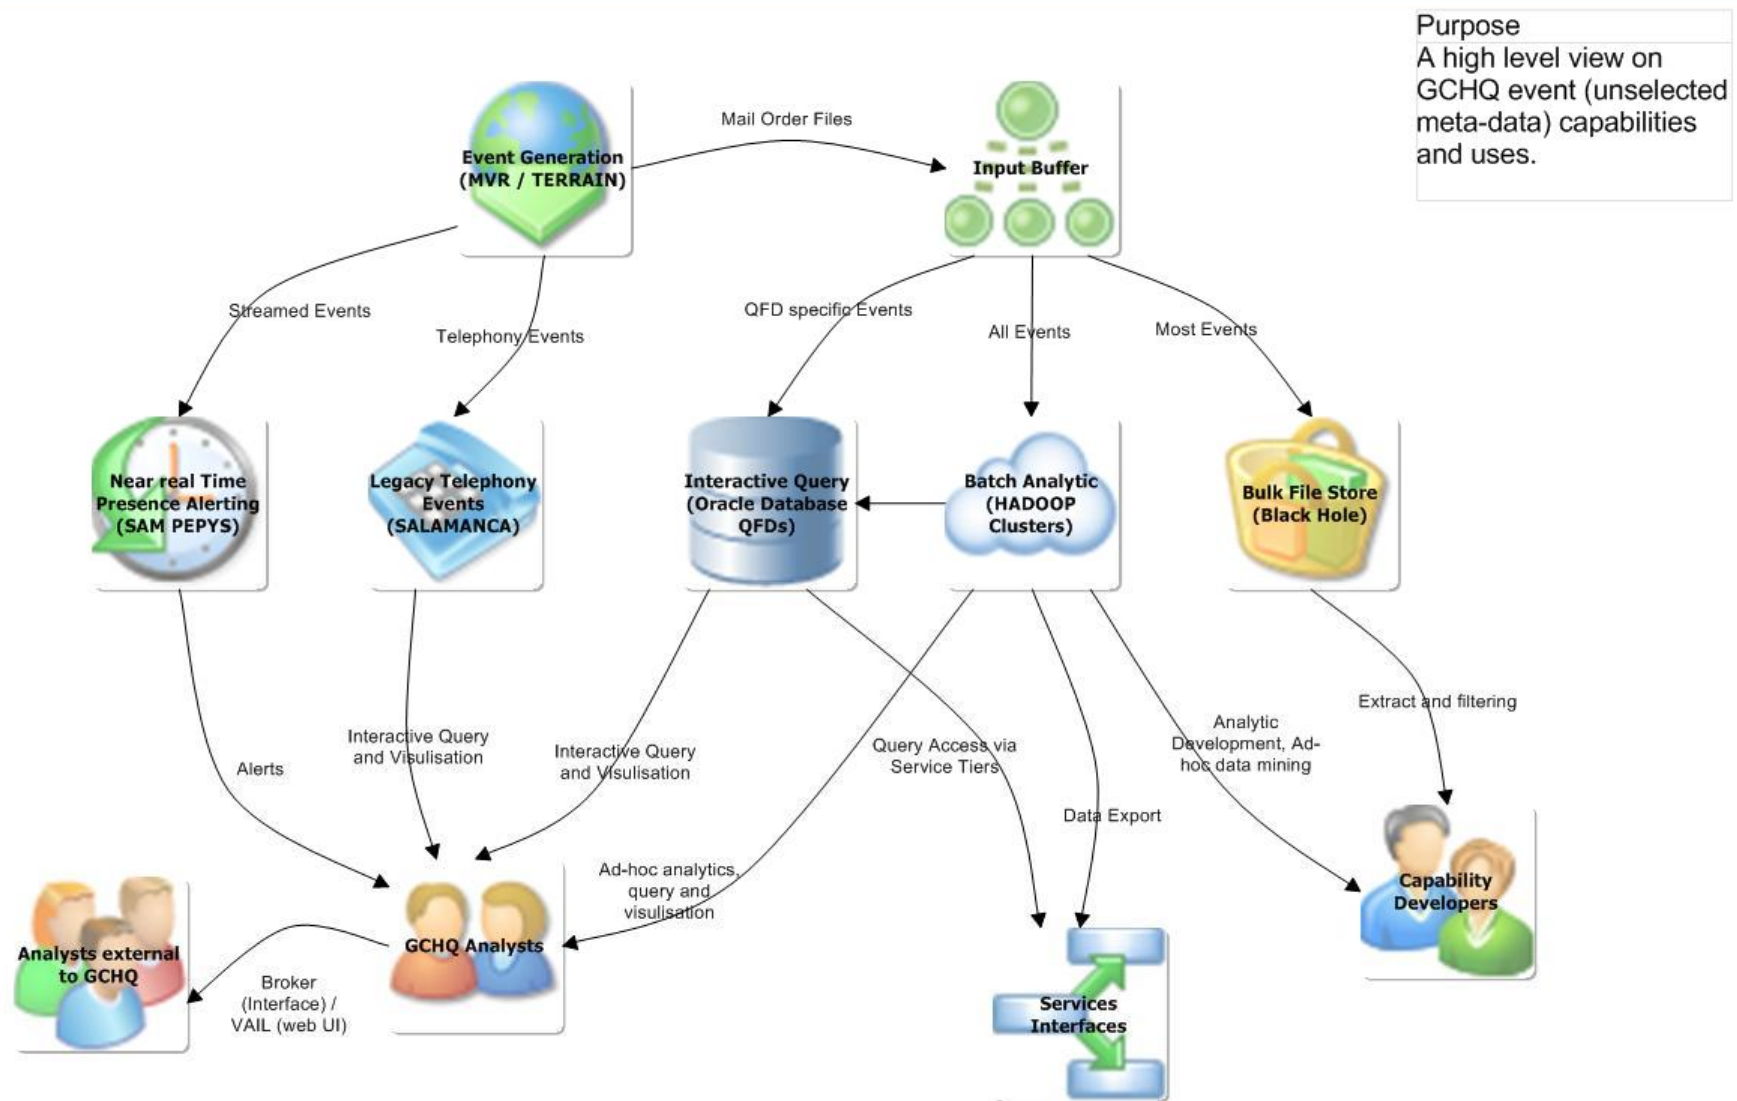 Purpose
A high level view on
GCHQ event (unselected
meta-data) capabilities
and uses.
Mail Order Files
Event Generation
(MVR / TERRAIN)
Input Buffer
Streamed Events
Telephony Events
QFD specific Events
All Events
Most Events
Near real Time
Presence Alerting
(SAM PEPYS)
Legacy Telephony
Events
(SALAMANCA)
Interactive Query
(Oracle Database
QFDs)
Batch Analytic
(HADOOP
Clusters)
Bulk File Store
(Black Hole)
Alerts
Interactive Query
and Visulisation
Interactive Query
and Visulisation
Query Access via
Service Tiers
Data Export
Analytic
Development, Ad-
hoc data mining
Extract and filtering
Ad-hoc analytics,
query and
visulisation
Analysts external
to GCHQ
Broker
(Interface) /
VAIL (web UI)
GCHQ Analysts
Services
Interfaces
Capability
Developers